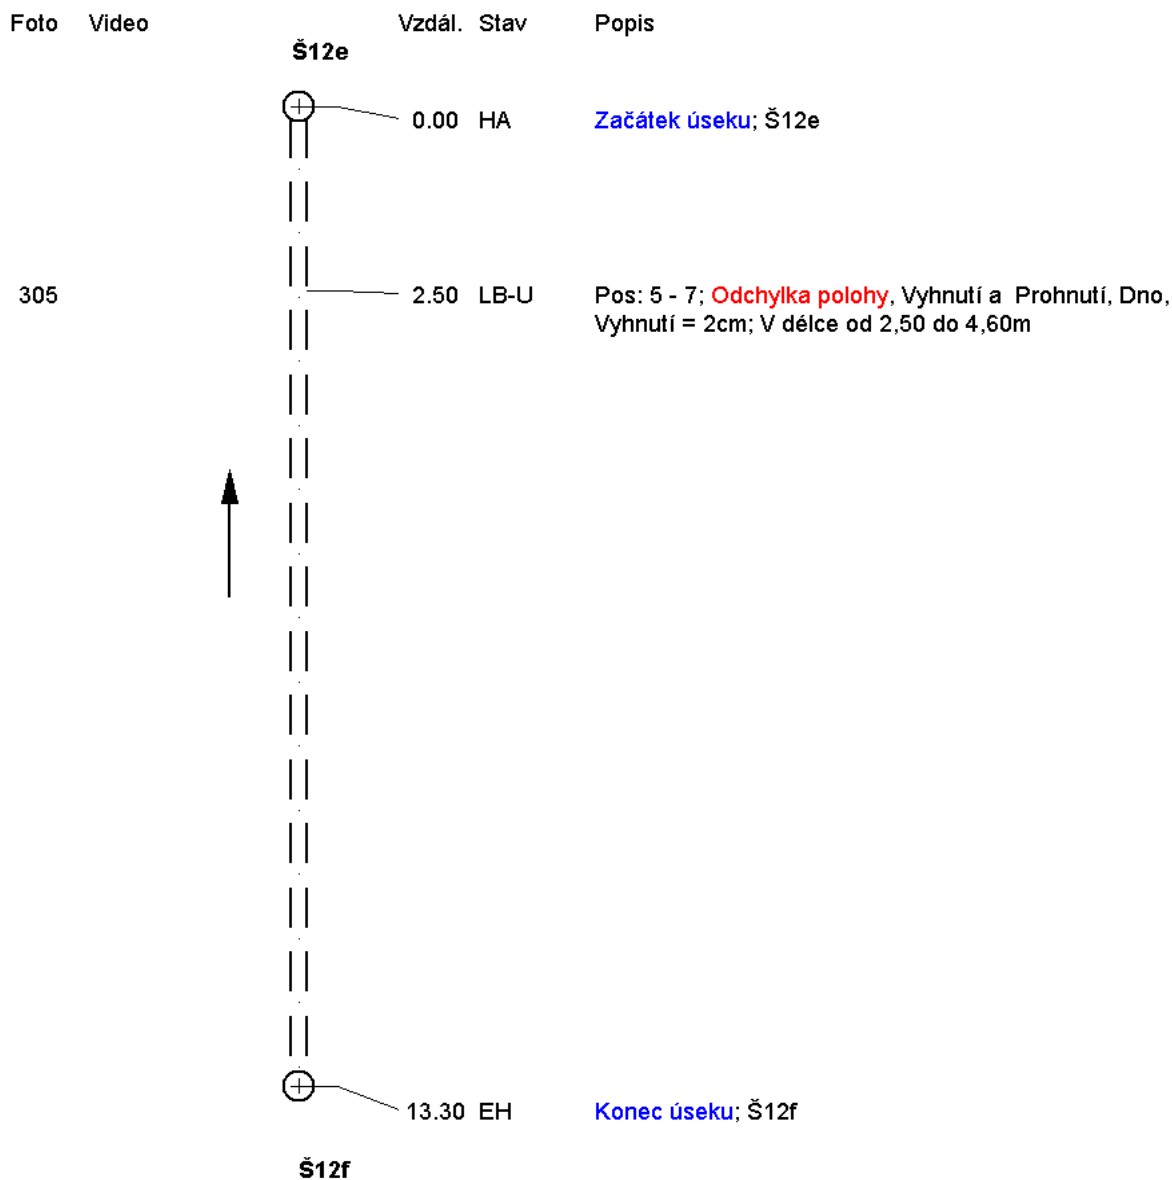 Foto Video Vzdál. Stav Popis
Š12e
0.00 HA Začátek úseku; Š12e
305 2.50 LB-U Pos: 5 - 7; Odchylka polohy, Vyhnutí a  Prohnutí, Dno,
Vyhnutí = 2cm; V délce od 2,50 do 4,60m
13.30 EH Konec úseku; Š12f
Š12f